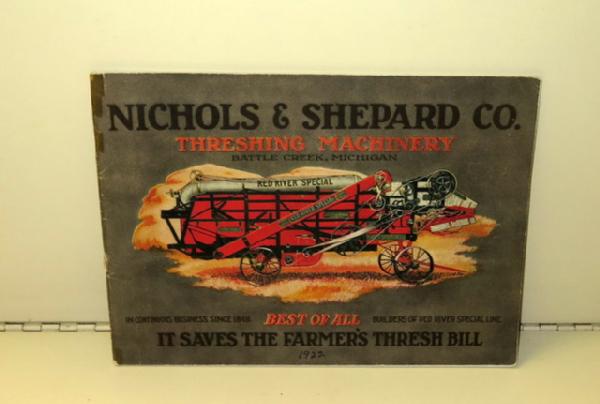 NICHOLS & SHEPARD CO.
THRESHING MACHINERY
BATTLE CREEK, MICHIGAN
RED RIVER SPECIAL
IN CONTINUOUS BUSINESS SINCE 1848
BEST OF ALL
BUILDERS OF RED RIVER SPECIAL LINE
IT SAVES THE FARMER'S THRESH BILL
1922